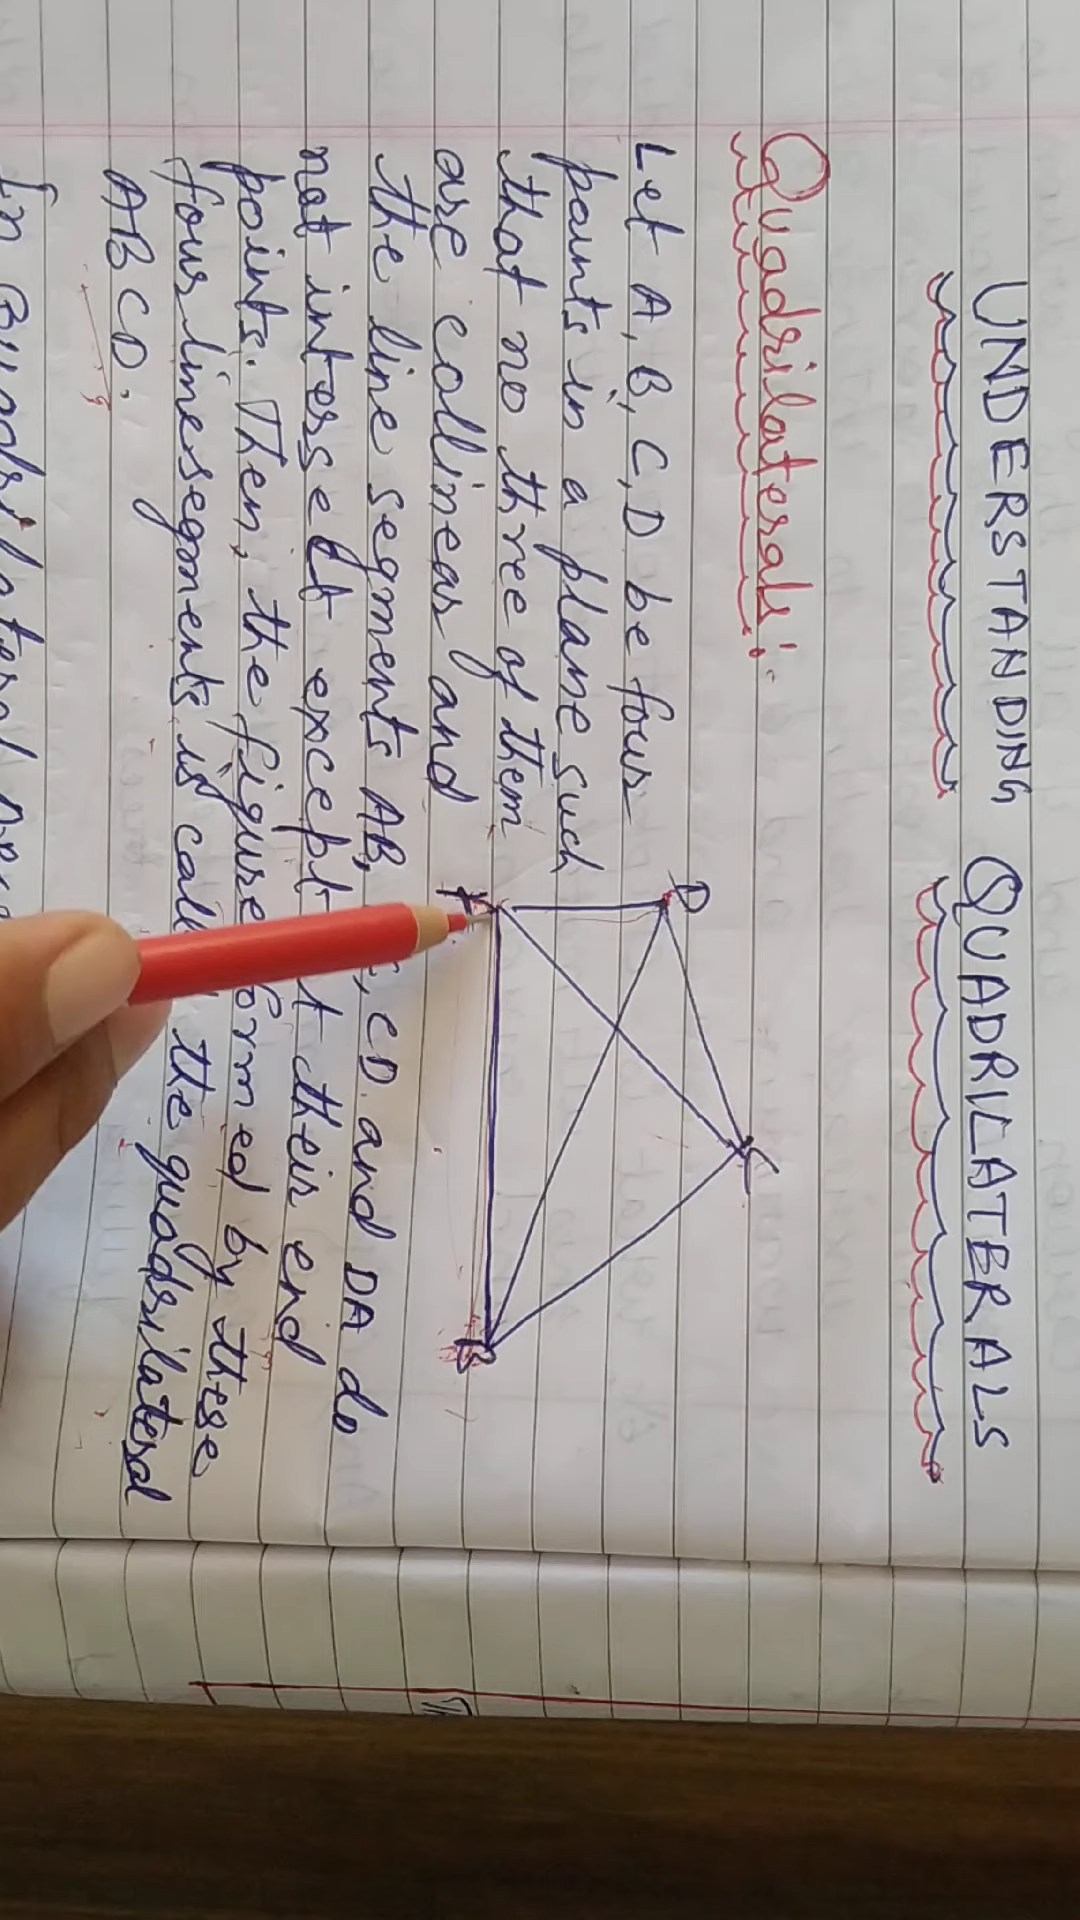 UNDERSTANDING QUADRILATERALS
Quadrilaterals:
Let A, B, C, D be four
points in a plane such
that no three of them
are collinear and
the line segments AB, CD and DA do
not intersect except at their end
points. Then, the figure formed by these
four line segments is called the quadrilateral
ABCD.
D
C
B
In